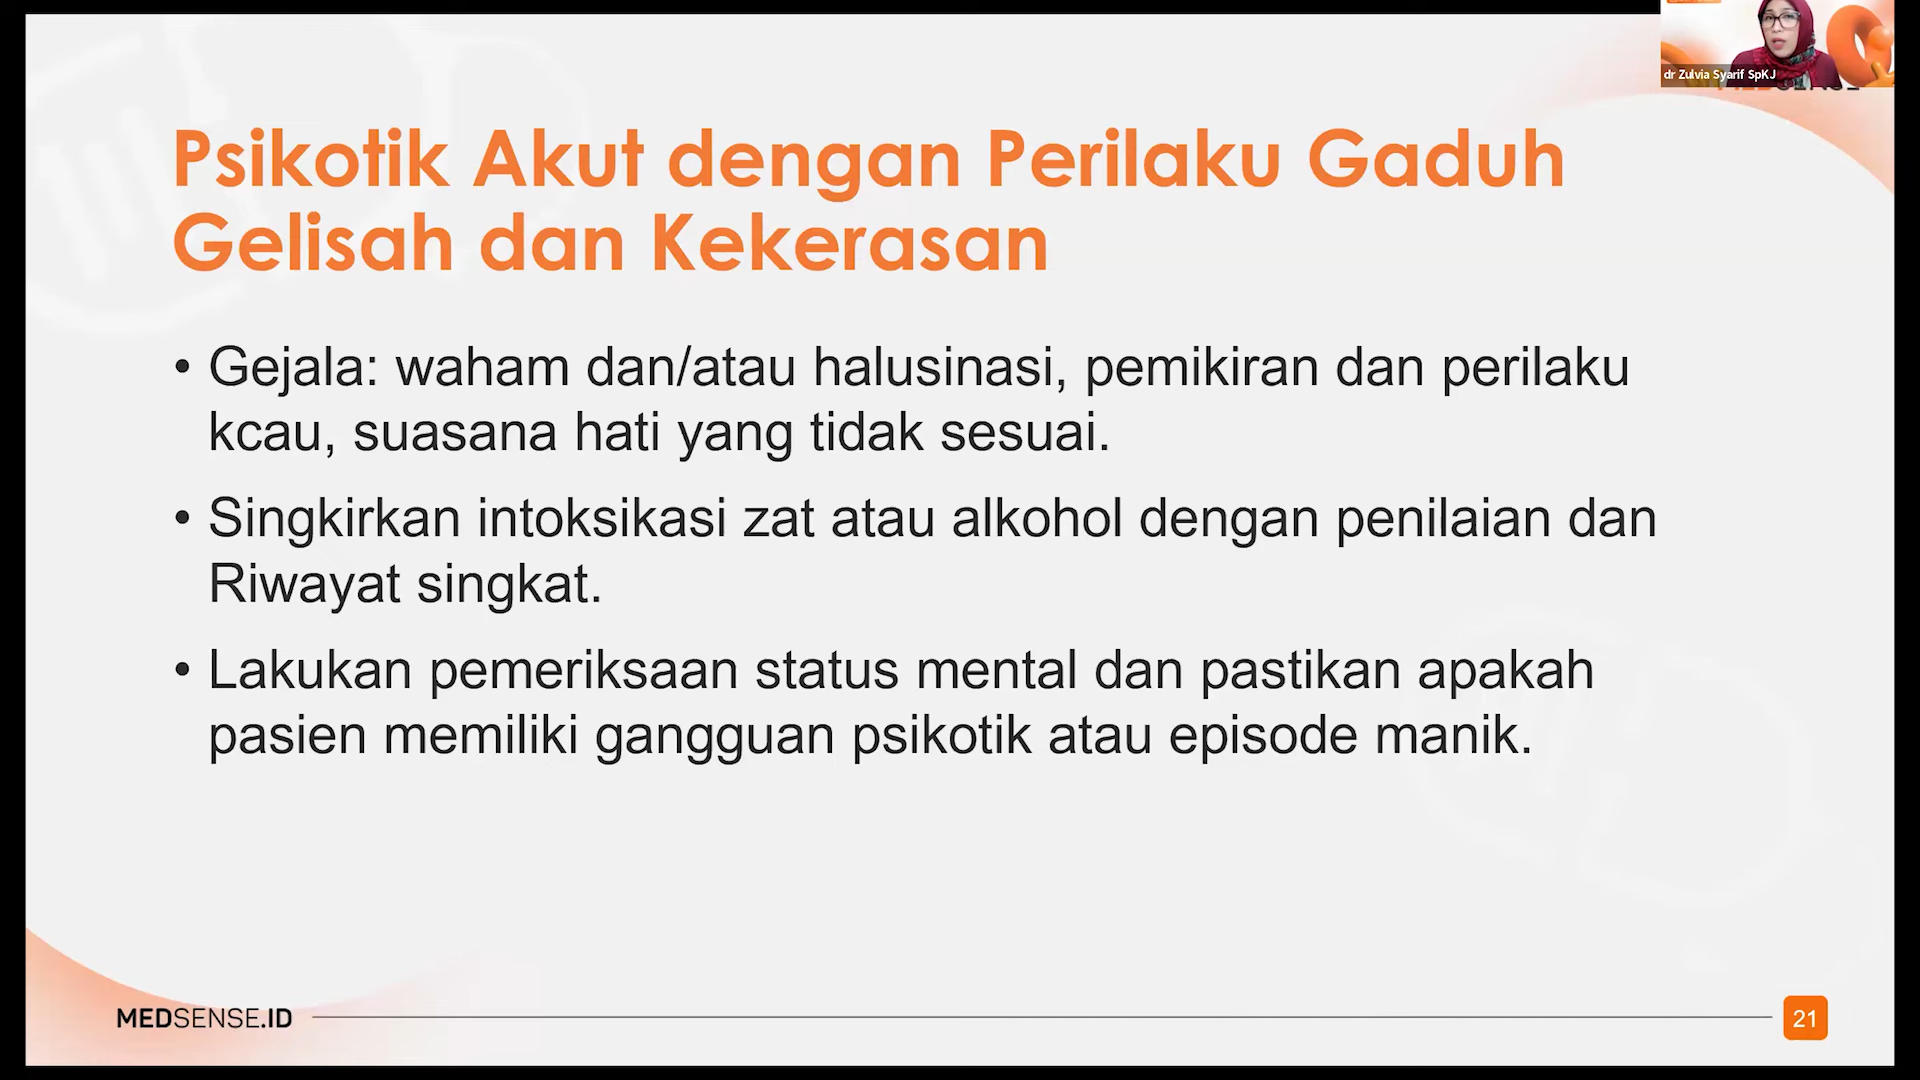 dr Zulvia Syarif SpKJ
Psikotik Akut dengan Perilaku Gaduh
Gelisah dan Kekerasan
• Gejala: waham dan/atau halusinasi, pemikiran dan perilaku
kcau, suasana hati yang tidak sesuai.
• Singkirkan intoksikasi zat atau alkohol dengan penilaian dan
Riwayat singkat.
• Lakukan pemeriksaan status mental dan pastikan apakah
pasien memiliki gangguan psikotik atau episode manik.
MEDSENSE.ID
21